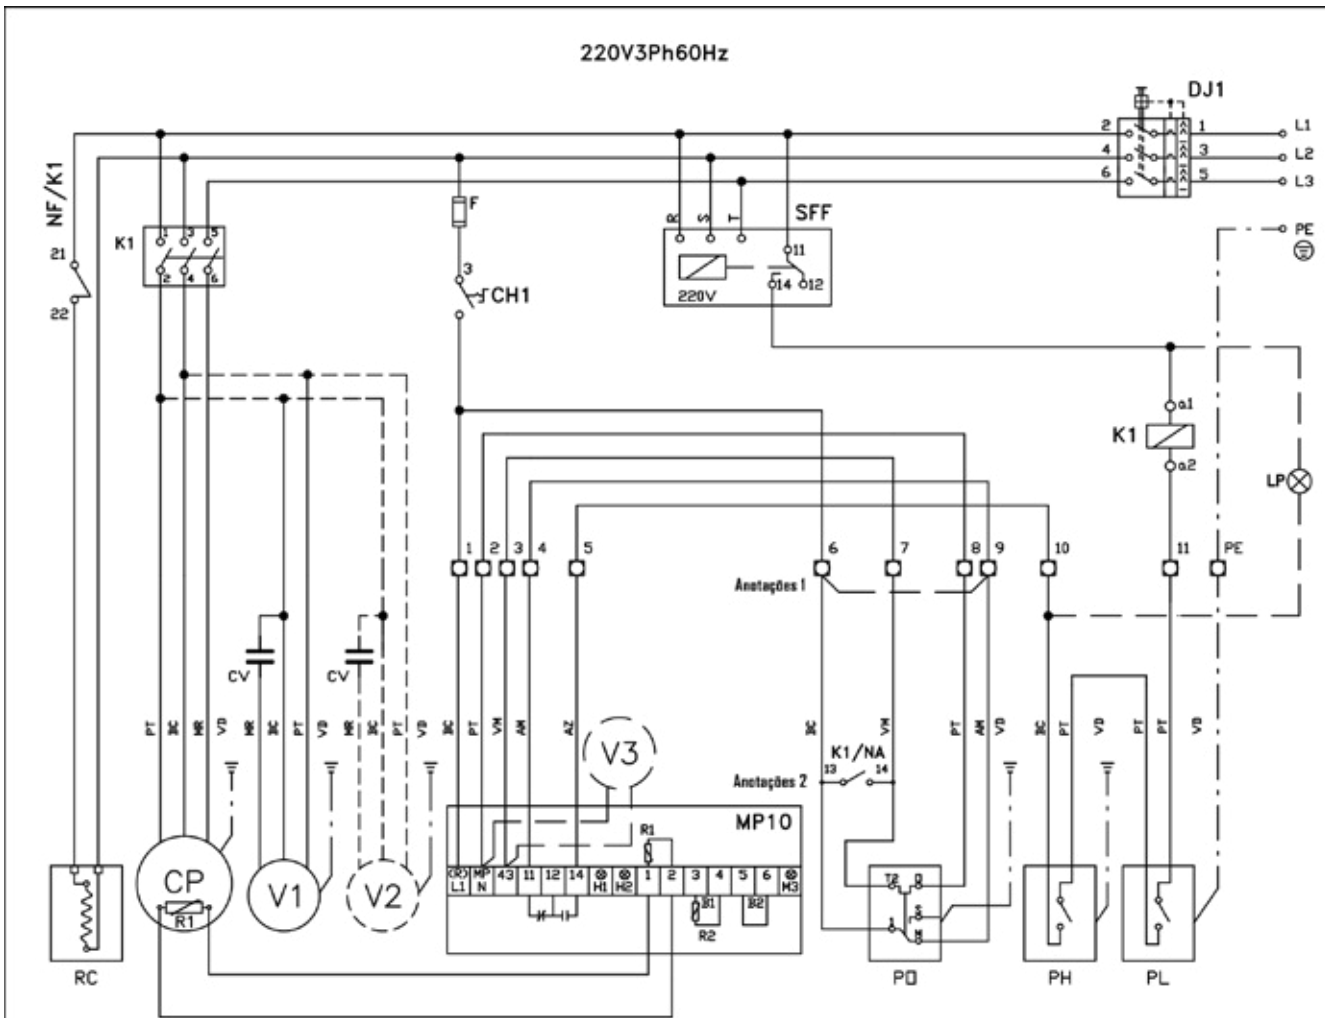 220V3Ph60Hz
DJ1
2 1 L1
4 3 L2
6 5 L3
NF/K1
F
R S T
SFF
PE
K1
1 3 5
21
11
3
2 4 6
CH1
220V
14 12
22
a1
K1
a2
LP
1 2 3 4 5 6 7 8 9 10 11 PE
Anotações 1
CV CV
PT BC MR VD MR BC PT VD MR BC PT VD BC PT VM AM AZ BC VM PT AM VD BC PT VD PT VD
V3
K1/NA
13 14
Anotações 2
MP10
R1
CP
V1
V2
(R) MP 43 11 12 14 H1 H2 1 2 3 4 5 6 M3
L1 N
T2
R1
B1 B2
R2
1
RC
PO
PH
PL